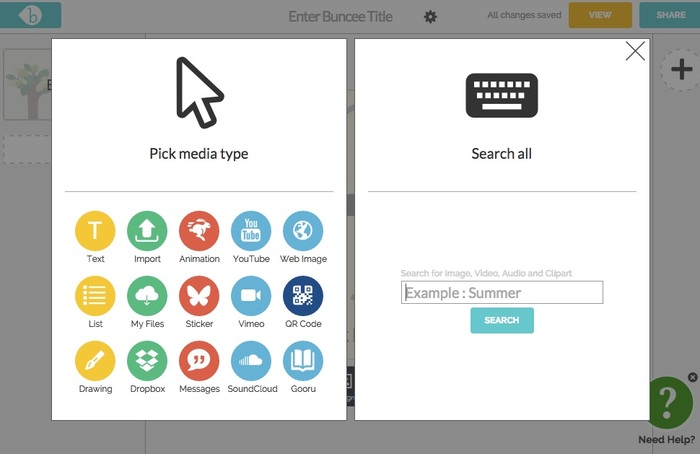 b
Enter Buncee Title
All changes saved
VIEW
SHARE
Pick media type
Search all
T
You
Tube
Text
Import
Animation
YouTube
Web Image
List
My Files
Sticker
Vimeo
QR Code
Drawing
Dropbox
Messages
SoundCloud
Gooru
Search for Image, Video, Audio and Clipart
Example : Summer
SEARCH
?
Need Help?